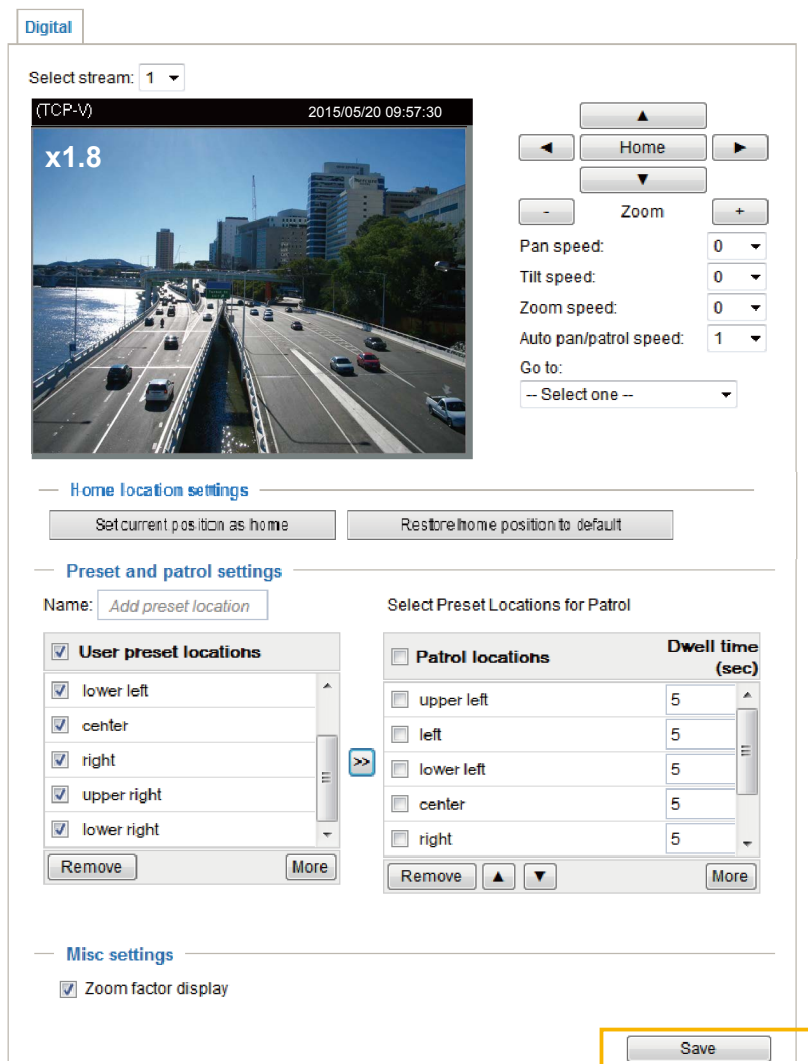 Digital
Select stream: 1
(TCP-V) 2015/05/20 09:57:30
x1.8
Home
- Zoom +
Pan speed: 0
Tilt speed: 0
Zoom speed: 0
Auto pan/patrol speed: 1
Go to:
-- Select one --
Home location settings
Set current position as home Restore home position to default
Preset and patrol settings
Name: Add preset location Select Preset Locations for Patrol
User preset locations
lower left
center
right
upper right
lower right
Remove More
>>
Patrol locations Dwell time (sec)
upper left 5
left 5
lower left 5
center 5
right 5
Remove More
Misc settings
Zoom factor display
Save